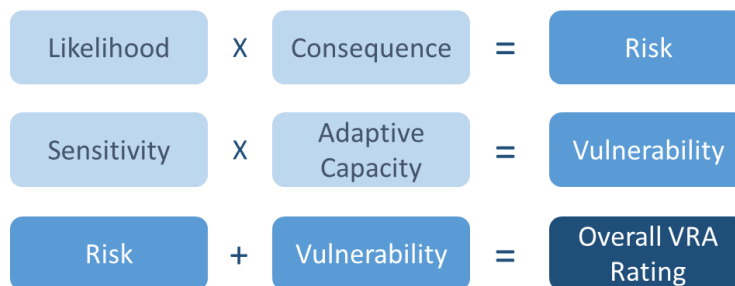 Likelihood X Consequence = Risk
Sensitivity X Adaptive Capacity = Vulnerability
Risk + Vulnerability = Overall VRA Rating